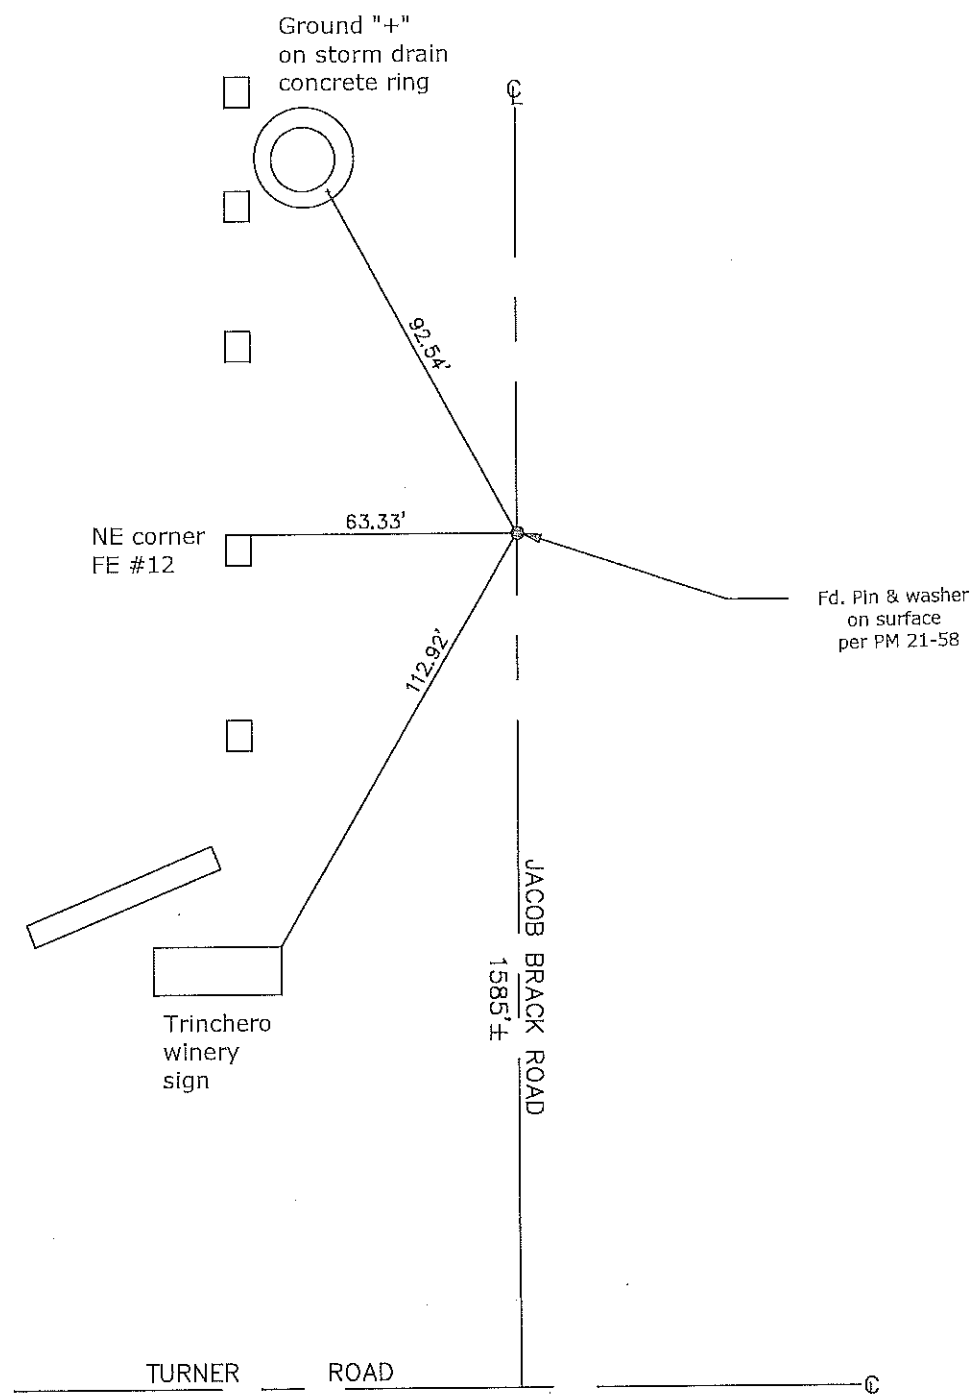 Ground "+"
on storm drain
concrete ring
℄
92.54'
63.33'
NE corner
FE #12
Fd. Pin & washer
on surface
per PM 21-58
112.92'
JACOB BRACK ROAD
1585'±
Trinchero
winery
sign
TURNER ROAD
℄